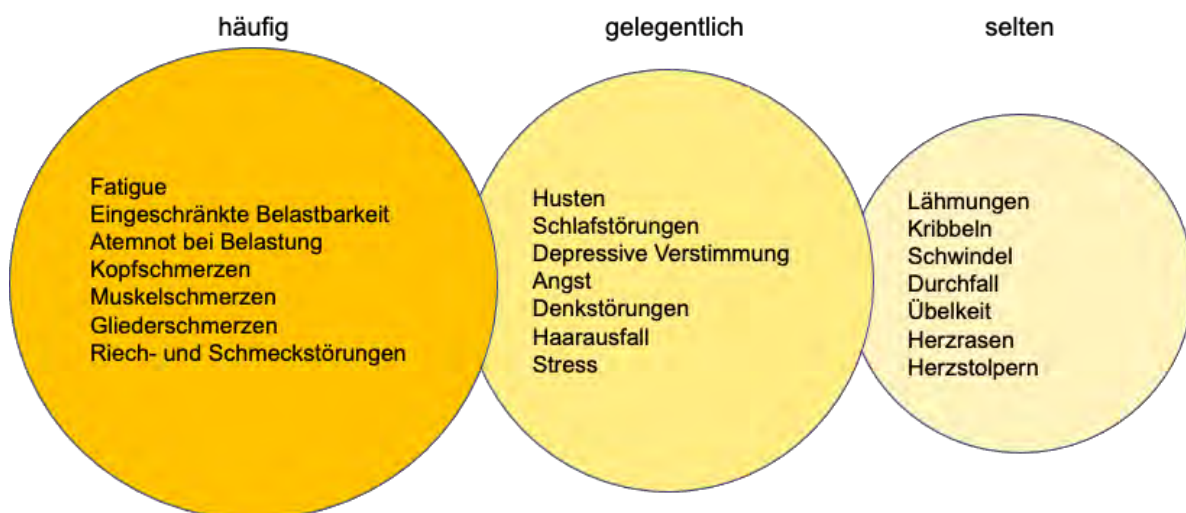 häufig
gelegentlich
selten
Fatigue
Eingeschränkte Belastbarkeit
Atemnot bei Belastung
Kopfschmerzen
Muskelschmerzen
Gliederschmerzen
Riech- und Schmeckstörungen
Husten
Schlafstörungen
Depressive Verstimmung
Angst
Denkstörungen
Haarausfall
Stress
Lähmungen
Kribbeln
Schwindel
Durchfall
Übelkeit
Herzrasen
Herzstolpern